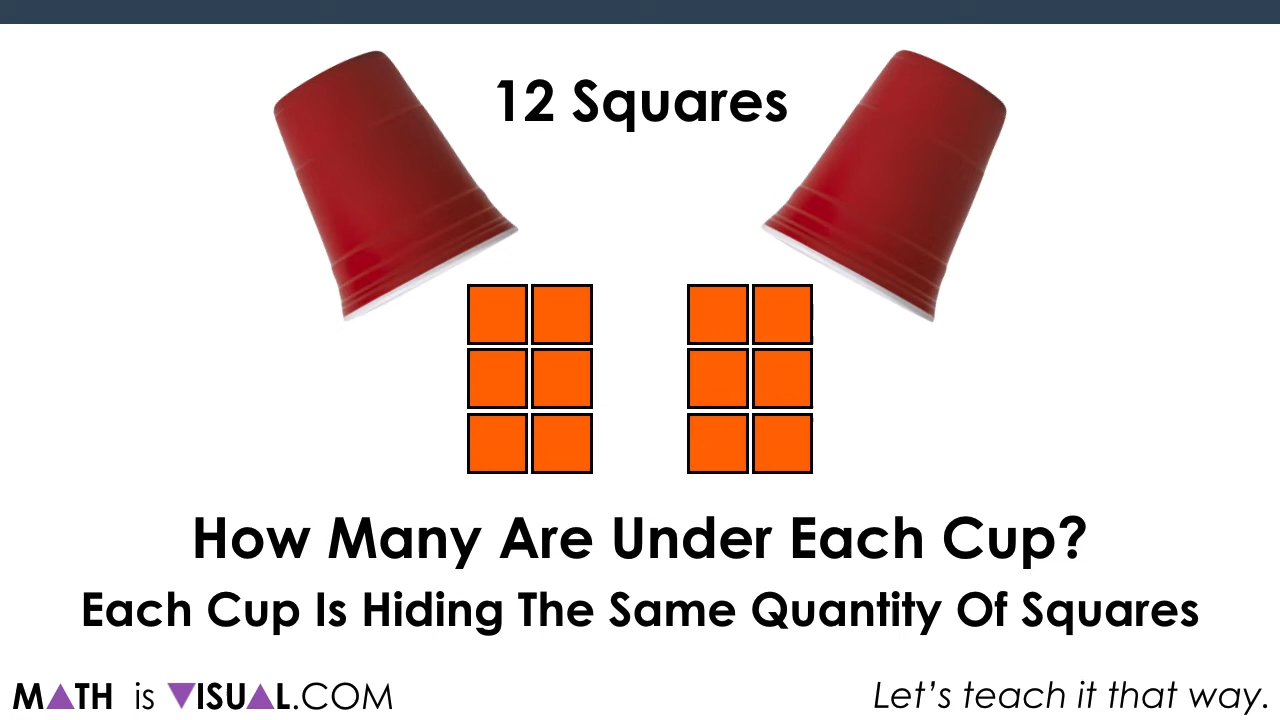 12 Squares
How Many Are Under Each Cup?
Each Cup Is Hiding The Same Quantity Of Squares
MATH is VISUAL.COM
Let's teach it that way.